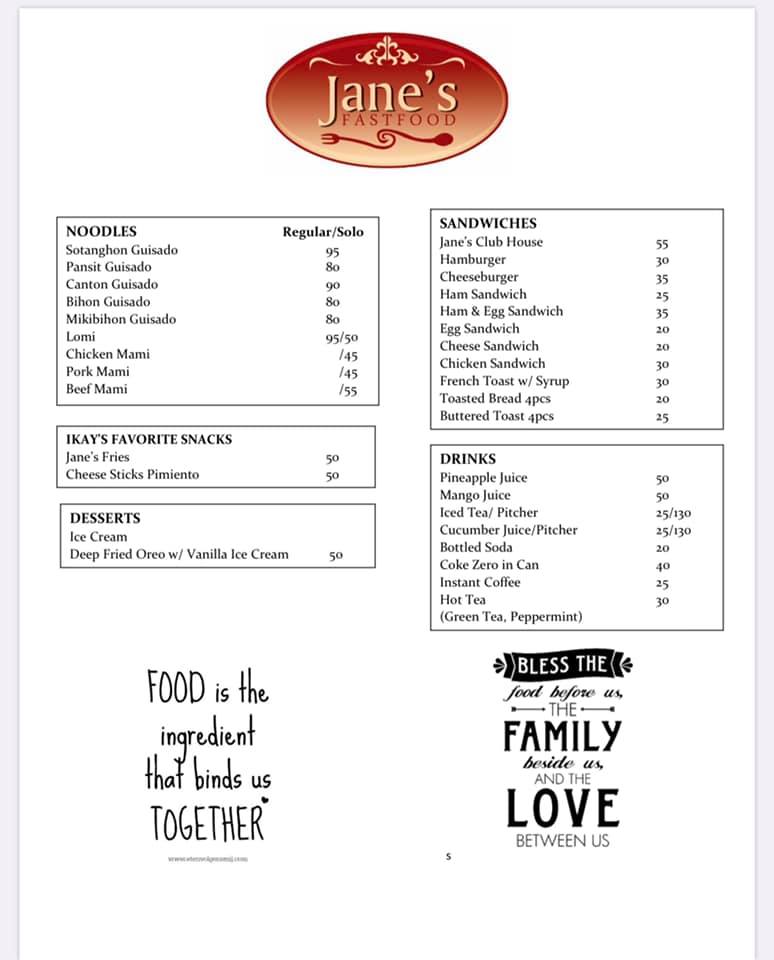 Jane's
FASTFOOD
NOODLES Regular/Solo
Sotanghon Guisado 95
Pansit Guisado 80
Canton Guisado 90
Bihon Guisado 80
Mikibihon Guisado 80
Lomi 95/50
Chicken Mami /45
Pork Mami /45
Beef Mami /55
IKAY'S FAVORITE SNACKS
Jane's Fries 50
Cheese Sticks Pimiento 50
DESSERTS
Ice Cream
Deep Fried Oreo w/ Vanilla Ice Cream 50
SANDWICHES
Jane's Club House 55
Hamburger 30
Cheeseburger 35
Ham Sandwich 25
Ham & Egg Sandwich 35
Egg Sandwich 20
Cheese Sandwich 20
Chicken Sandwich 30
French Toast w/ Syrup 30
Toasted Bread 4pcs 20
Buttered Toast 4pcs 25
DRINKS
Pineapple Juice 50
Mango Juice 50
Iced Tea/ Pitcher 25/130
Cucumber Juice/Pitcher 25/130
Bottled Soda 20
Coke Zero in Can 40
Instant Coffee 25
Hot Tea 30
(Green Tea, Peppermint)
FOOD is the
ingredient
that binds us
TOGETHER
BLESS THE
food before us,
THE
FAMILY
beside us,
AND THE
LOVE
BETWEEN US
s